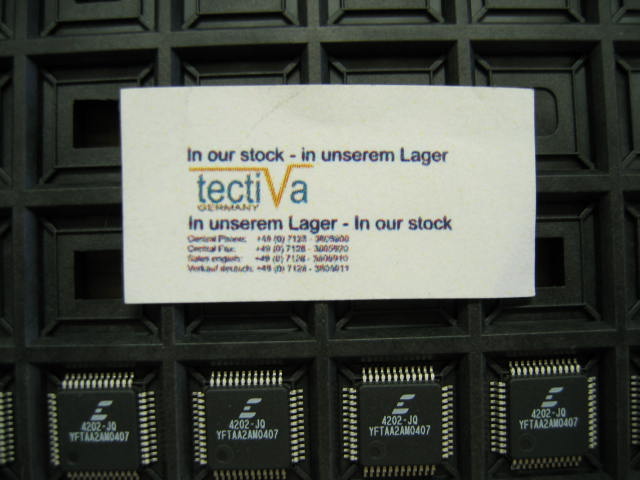 In our stock - in unserem Lager
tectiVa
GERMANY
In unserem Lager - In our stock
Central Phone:
Central Fax:
Sales english:
Verkauf deutsch:
4202-JQ
YFTAA2AM0407
4202-JQ
YFTAA2AM0407
4202-JQ
YFTAA2AM0407
4202-JQ
YFTAA2AM0407